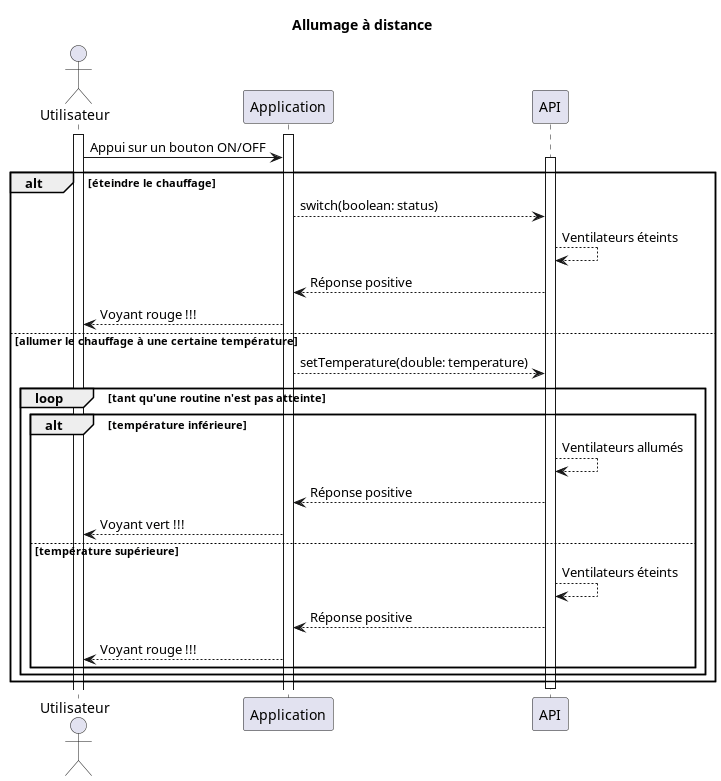 Allumage à distance
Utilisateur
Application
API
Appui sur un bouton ON/OFF
alt
[éteindre le chauffage]
switch(boolean: status)
Ventilateurs éteints
Réponse positive
Voyant rouge !!!
[allumer le chauffage à une certaine température]
setTemperature(double: temperature)
loop
[tant qu'une routine n'est pas atteinte]
alt
[température inférieure]
Ventilateurs allumés
Réponse positive
Voyant vert !!!
[température supérieure]
Ventilateurs éteints
Réponse positive
Voyant rouge !!!
Utilisateur
Application
API